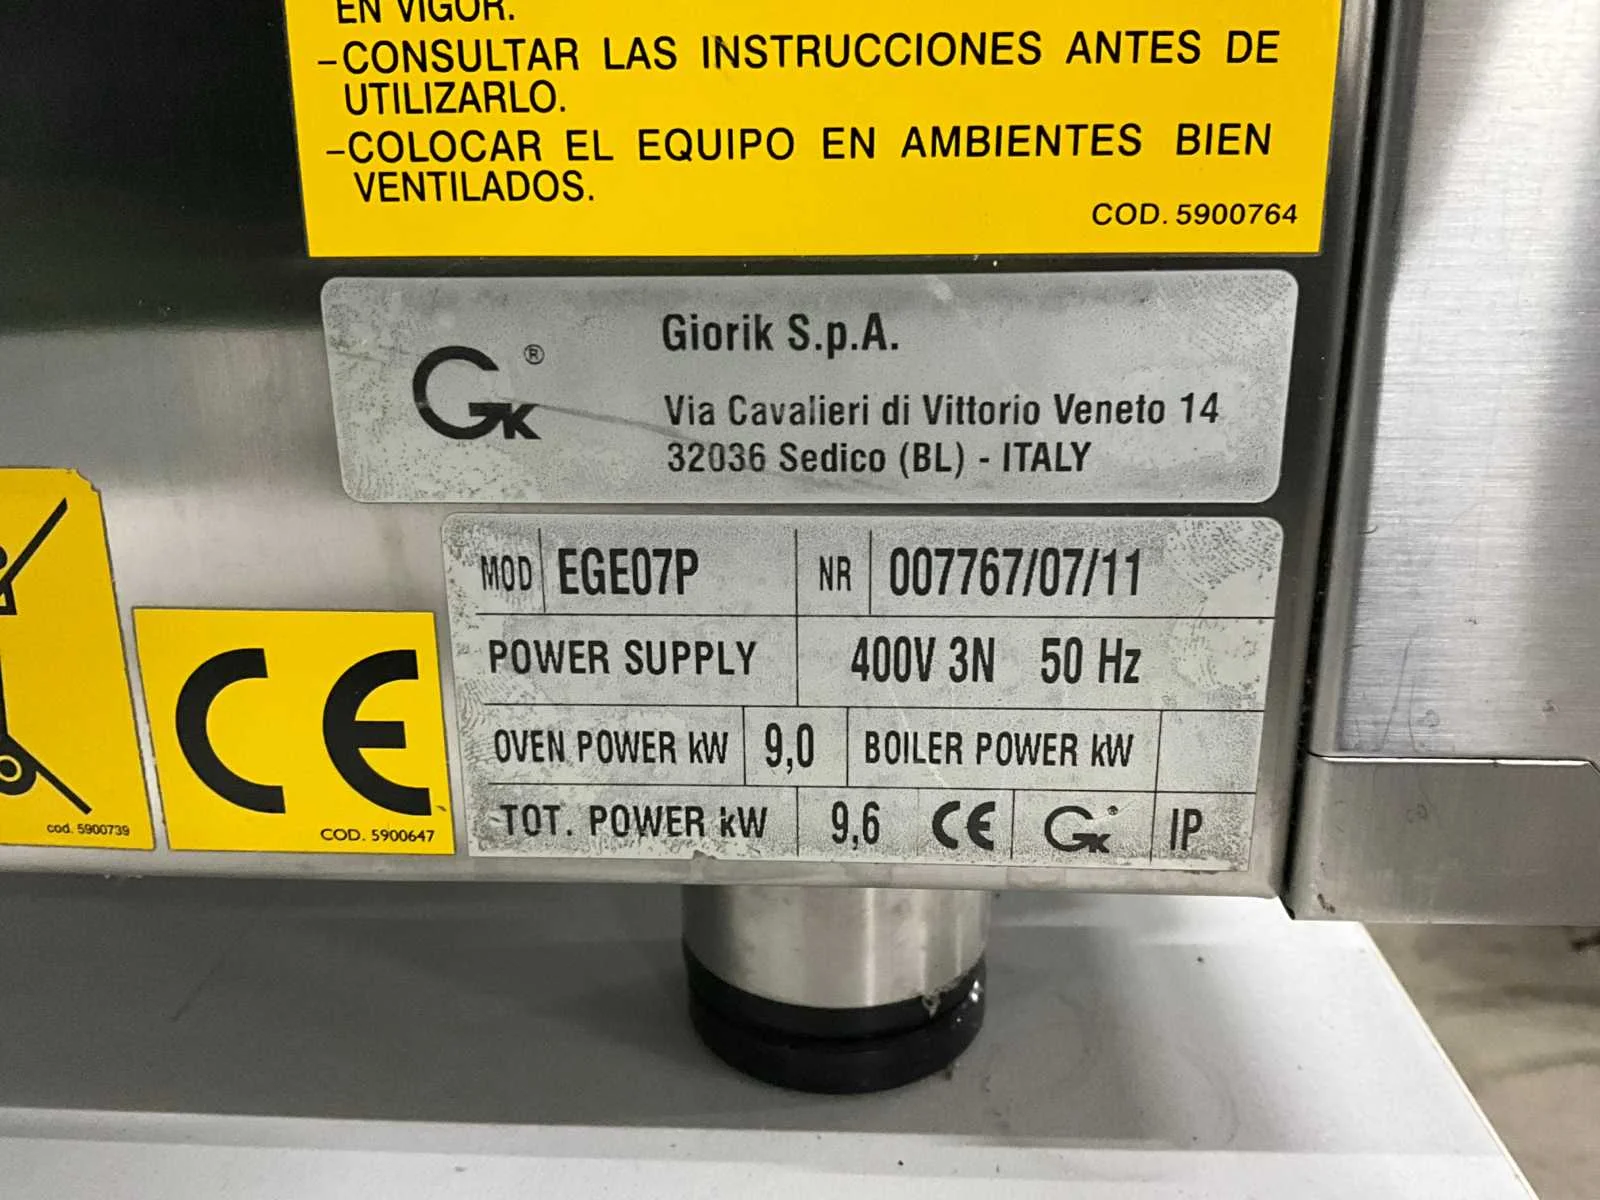 EN VIGOR.
-CONSULTAR LAS INSTRUCCIONES ANTES DE
UTILIZARLO.
-COLOCAR EL EQUIPO EN AMBIENTES BIEN
VENTILADOS.
COD. 5900764
GK ®
Giorik S.p.A.
Via Cavalieri di Vittorio Veneto 14
32036 Sedico (BL) - ITALY
MOD EGE07P NR 007767/07/11
POWER SUPPLY 400V 3N 50 Hz
OVEN POWER kW 9,0 BOILER POWER kW
TOT. POWER kW 9,6 CE GK ® IP
cod. 5900739
CE
COD. 5900647